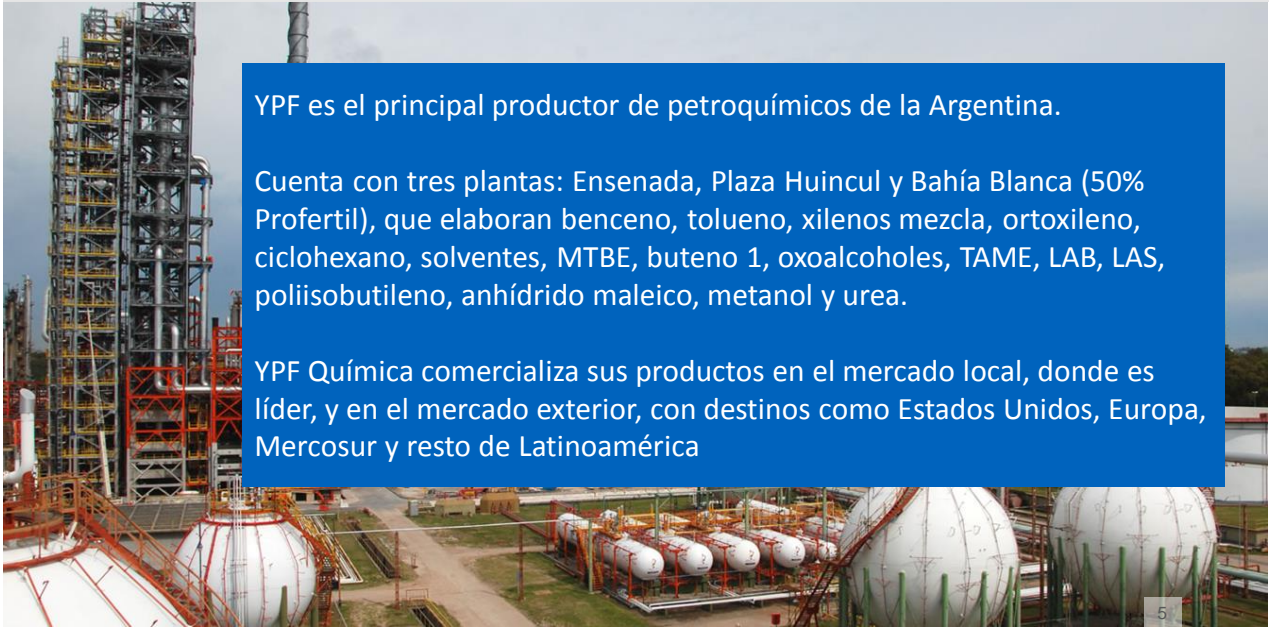 YPF es el principal productor de petroquímicos de la Argentina.
Cuenta con tres plantas: Ensenada, Plaza Huincul y Bahía Blanca (50%
Profertil), que elaboran benceno, tolueno, xilenos mezcla, ortoxileno,
ciclohexano, solventes, MTBE, buteno 1, oxoalcoholes, TAME, LAB, LAS,
poliisobutileno, anhídrido maleico, metanol y urea.
YPF Química comercializa sus productos en el mercado local, donde es
líder, y en el mercado exterior, con destinos como Estados Unidos, Europa,
Mercosur y resto de Latinoamérica
5